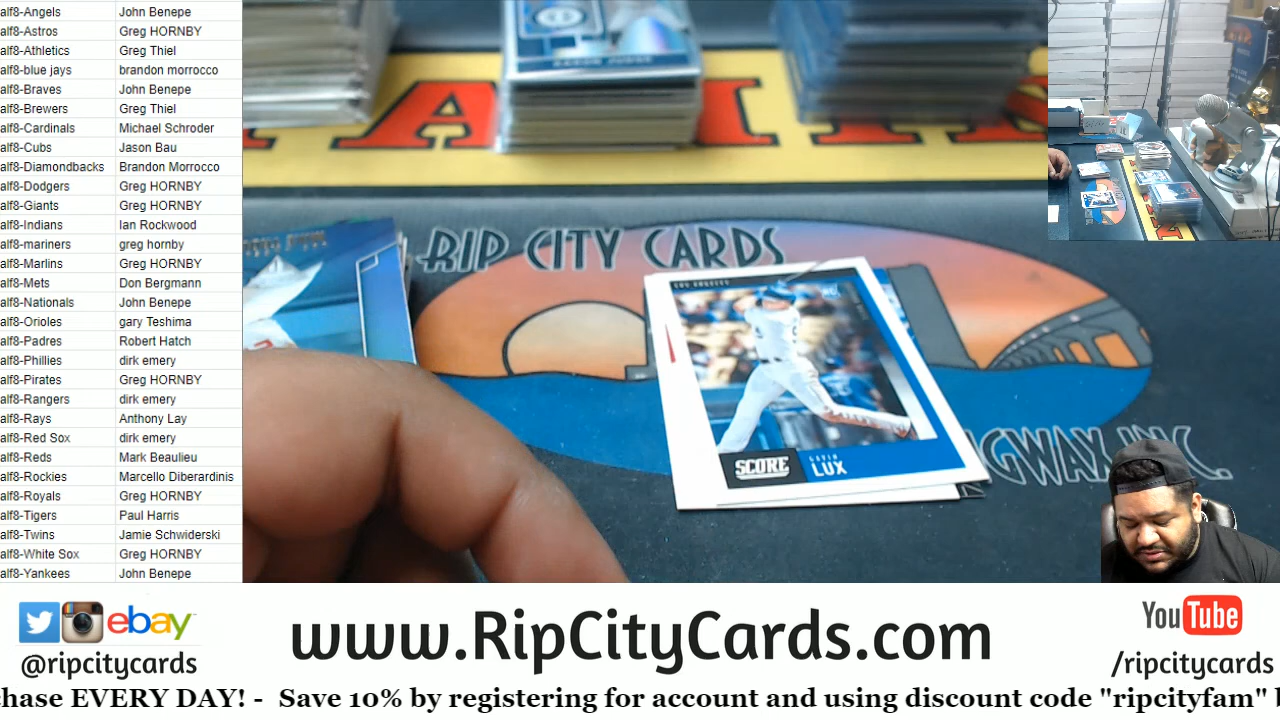 alf8-Angels John Benepe
alf8-Astros Greg HORNBY
alf8-Athletics Greg Thiel
alf8-blue jays brandon morrocco
alf8-Braves John Benepe
alf8-Brewers Greg Thiel
alf8-Cardinals Michael Schroder
alf8-Cubs Jason Bau
alf8-Diamondbacks Brandon Morrocco
alf8-Dodgers Greg HORNBY
alf8-Giants Greg HORNBY
alf8-Indians Ian Rockwood
alf8-mariners greg hornby
alf8-Marlins Greg HORNBY
alf8-Mets Don Bergmann
alf8-Nationals John Benepe
alf8-Orioles gary Teshima
alf8-Padres Robert Hatch
alf8-Phillies dirk emery
alf8-Pirates Greg HORNBY
alf8-Rangers dirk emery
alf8-Rays Anthony Lay
alf8-Red Sox dirk emery
alf8-Reds Mark Beaulieu
alf8-Rockies Marcello Diberardinis
alf8-Royals Greg HORNBY
alf8-Tigers Paul Harris
alf8-Twins Jamie Schwiderski
alf8-White Sox Greg HORNBY
alf8-Yankees John Benepe
AARON JUDGE
RIP CITY CARDS
LOS ANGELES
SCORE
GAVIN
LUX
NGWAX, INC.
ebay
@ripcitycards
www.RipCityCards.com
YouTube
/ripcitycards
chase EVERY DAY! - Save 10% by registering for account and using discount code "ripcityfam"